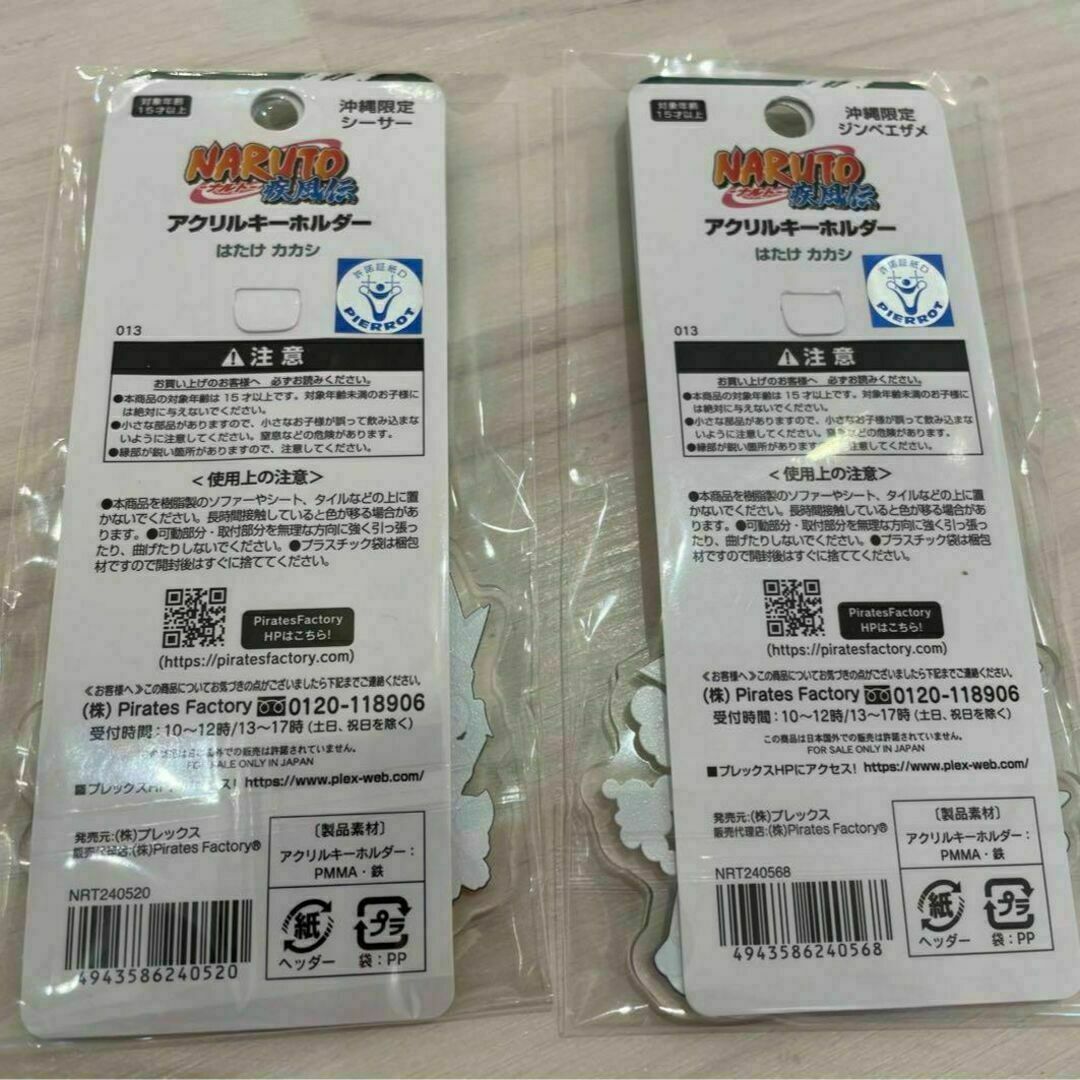 対象年齢
15才以上
沖縄限定
シーサー
NARUTO
ーナルトー
疾風伝
アクリルキーホルダー
はたけ カカシ
許諾証紙D
PIERROT
013
注意
お買い上げのお客様へ 必ずお読みください。
●本商品の対象年齢は15才以上です。対象年齢未満のお子様に
は絶対に与えないでください。
●小さな部品がありますので、小さなお子様が誤って飲み込まな
いように注意してください。窒息などの危険があります。
●縁部が鋭い箇所がありますので、注意してください。
＜使用上の注意＞
●本商品を樹脂製のソファーやシート、タイルなどの上に置
かないでください。長時間接触していると色が移る場合があ
ります。●可動部分・取付部分を無理な方向に強く引っ張っ
たり、曲げたりしないでください。●プラスチック袋は梱包
材ですので開封後はすぐに捨ててください。
PiratesFactory
HPはこちら!
(https://piratesfactory.com)
《お客様へ》この商品についてお気づきの点がございましたら下記までご連絡ください。
(株) Pirates Factory 0120-118906
受付時間：10〜12時/13〜17時（土日、祝日を除く）
での販売は許諾されていません。
FOR SALE ONLY IN JAPAN
■プレックスHP ス! https://www.plex-web.com/
発売元:(株)プレックス
販売代理店:(株)Pirates Factory®
NRT240520
4943586240520
〔製品素材〕
アクリルキーホルダー：
PMMA・鉄
紙
ヘッダー
プラ
袋：PP
対象年齢
15才以上
沖縄限定
ジンベエザメ
NARUTO
ーナルトー
疾風伝
アクリルキーホルダー
はたけ カカシ
許諾証紙D
PIERROT
013
注意
お買い上げのお客様へ 必ずお読みください。
●本商品の対象年齢は15才以上です。対象年齢未満のお子様に
は絶対に与えないでください。
●小さな部品がありますので、小さなお子様が誤って飲み込まな
いように注意してください。窒息などの危険があります。
●縁部が鋭い箇所がありますので、注意してください。
＜使用上の注意＞
●本商品を樹脂製のソファーやシート、タイルなどの上に置
かないでください。長時間接触していると色が移る場合があ
ります。●可動部分・取付部分を無理な方向に強く引っ張っ
たり、曲げたりしないでください。●プラスチック袋は梱包
材ですので開封後はすぐに捨ててください。
PiratesFactory
HPはこちら!
(https://piratesfactory.com)
《お客様へ》この商品についてお気づきの点がございましたら下記までご連絡ください。
(株) Pirates Factory 0120-118906
受付時間：10〜12時/13〜17時（土日、祝日を除く）
この商品は日本国外での販売は許諾されていません。
FOR SALE ONLY IN JAPAN
■プレックスHPにアクセス! https://www.plex-web.com/
発売元:(株)プレックス
販売代理店:(株)Pirates Factory®
NRT240568
4943586240568
〔製品素材〕
アクリルキーホルダー：
PMMA・鉄
紙
ヘッダー
プラ
袋：PP